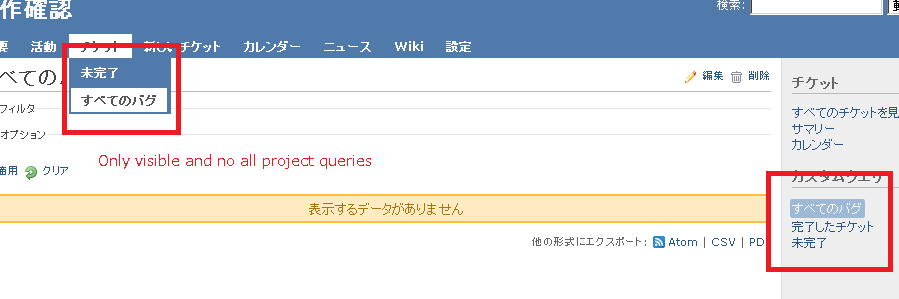 作確認
検索:
要 活動 チケット 新しいチケット カレンダー ニュース Wiki 設定
未完了
すべてのバグ
べての
編集 削除
フィルタ
オプション
適用 クリア
Only visible and no all project queries
表示するデータがありません
他の形式にエクスポート: Atom | CSV | PD
チケット
すべてのチケットを見
サマリー
カレンダー
カスタムクエリ
すべてのバグ
完了したチケット
未完了